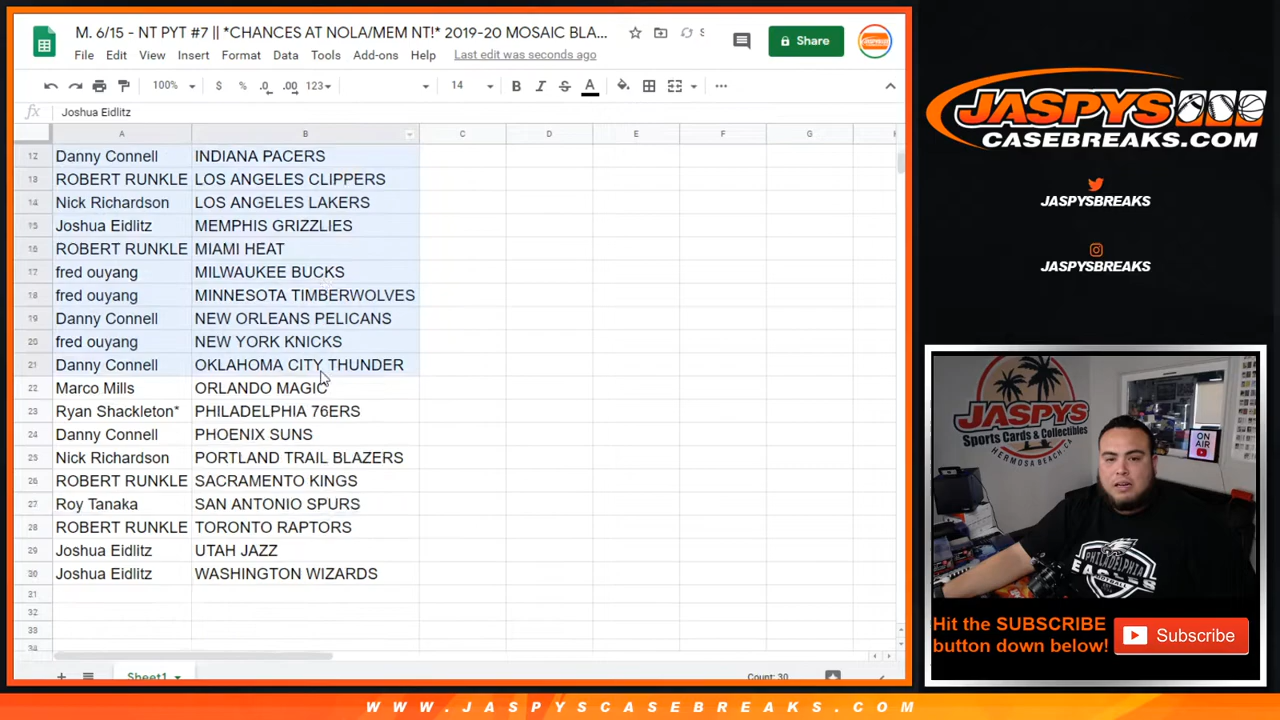 M. 6/15 - NT PYT #7 || *CHANCES AT NOLA/MEM NT!* 2019-20 MOSAIC BLA...
S
Share
File Edit View Insert Format Data Tools Add-ons Help Last edit was seconds ago
100% $ % .0 .00 123 14 B I S A ...
fx Joshua Eidlitz
A B C D E F G
12 Danny Connell INDIANA PACERS
13 ROBERT RUNKLE LOS ANGELES CLIPPERS
14 Nick Richardson LOS ANGELES LAKERS
15 Joshua Eidlitz MEMPHIS GRIZZLIES
16 ROBERT RUNKLE MIAMI HEAT
17 fred ouyang MILWAUKEE BUCKS
18 fred ouyang MINNESOTA TIMBERWOLVES
19 Danny Connell NEW ORLEANS PELICANS
20 fred ouyang NEW YORK KNICKS
21 Danny Connell OKLAHOMA CITY THUNDER
22 Marco Mills ORLANDO MAGIC
23 Ryan Shackleton* PHILADELPHIA 76ERS
24 Danny Connell PHOENIX SUNS
25 Nick Richardson PORTLAND TRAIL BLAZERS
26 ROBERT RUNKLE SACRAMENTO KINGS
27 Roy Tanaka SAN ANTONIO SPURS
28 ROBERT RUNKLE TORONTO RAPTORS
29 Joshua Eidlitz UTAH JAZZ
30 Joshua Eidlitz WASHINGTON WIZARDS
31
32
33
34
Sheet1 Count: 30
JASPYS
CASEBREAKS.COM
JASPYSBREAKS
JASPYSBREAKS
JASPYS
Sports Cards & Collectibles
HERMOSA BEACH, CA
ON
AIR
PHILADELPHIA
EAGLES
FOOTBALL
Hit the SUBSCRIBE
button down below!
Subscribe
WWW.JASPYSCASEBREAKS.COM